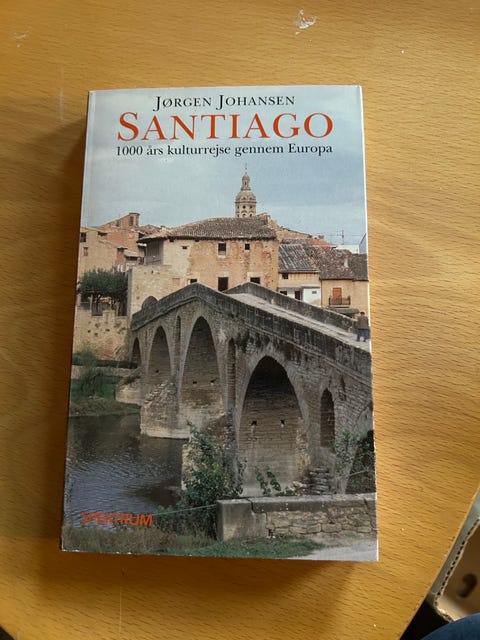 JØRGEN JOHANSEN
SANTIAGO
1000 års kulturrejse gennem Europa
SPEKTRUM